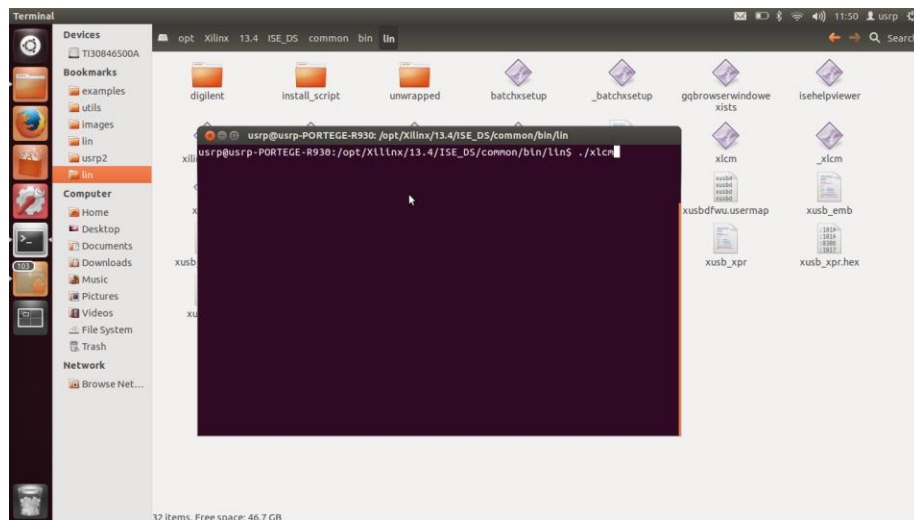 Terminal
11:50 usrp
Devices
TI30846500A
Bookmarks
examples
utils
Images
lin
usrp2
lin
Computer
Home
Desktop
Documents
Downloads
Music
Pictures
Videos
File System
Trash
Network
Browse Net...
103
opt Xilinx 13.4 ISE_DS common bin lin
Search
digilent
install_script
unwrapped
batchxsetup
_batchxsetup
gqbrowserwindowe
xists
isehelpviewer
usrp@usrp-PORTEGE-R930: /opt/Xilinx/13.4/ISE_DS/common/bin/lin
usrp@usrp-PORTEGE-R930:/opt/Xilinx/13.4/ISE_DS/common/bin/lin$ ./xlcm
xlcm
_xlcm
xusbdfwu.usermap
xusb_emb
xusb_xpr
xusb_xpr.hex
32 items, Free space: 46.7 GB